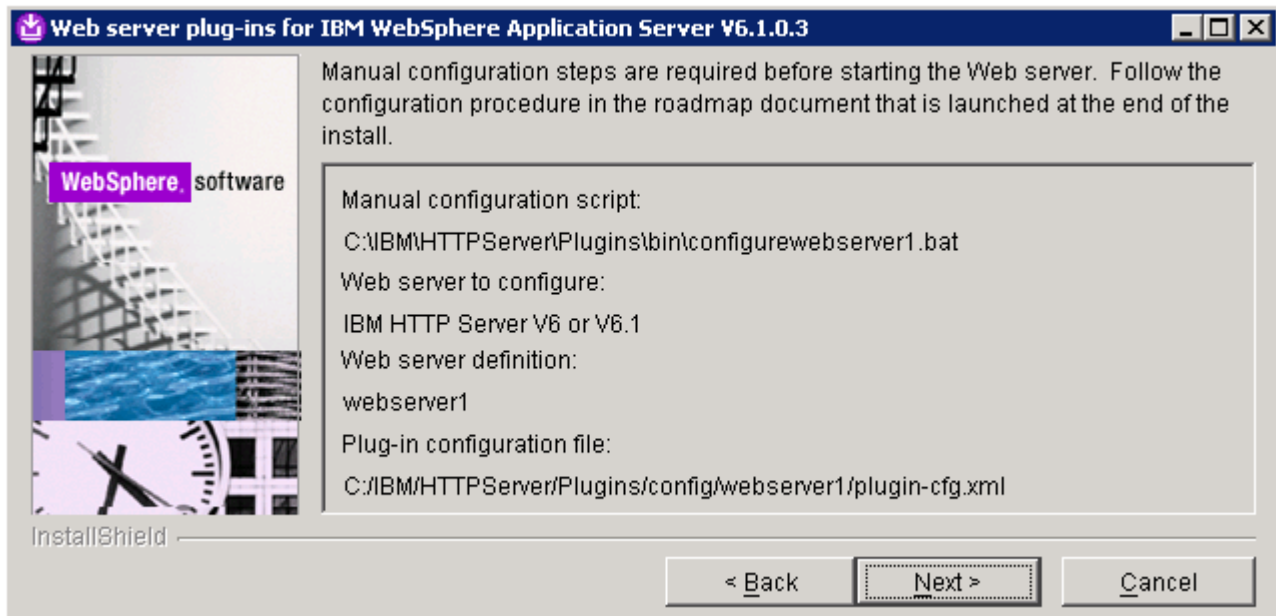 Web server plug-ins for IBM WebSphere Application Server V6.1.0.3
Manual configuration steps are required before starting the Web server. Follow the
configuration procedure in the roadmap document that is launched at the end of the
install.
WebSphere. software
Manual configuration script:
C:\IBM\HTTPServer\Plugins\bin\configurewebserver1.bat
Web server to configure:
IBM HTTP Server V6 or V6.1
Web server definition:
webserver1
Plug-in configuration file:
C:/IBM/HTTPServer/Plugins/config/webserver1/plugin-cfg.xml
InstallShield
< Back
Next >
Cancel